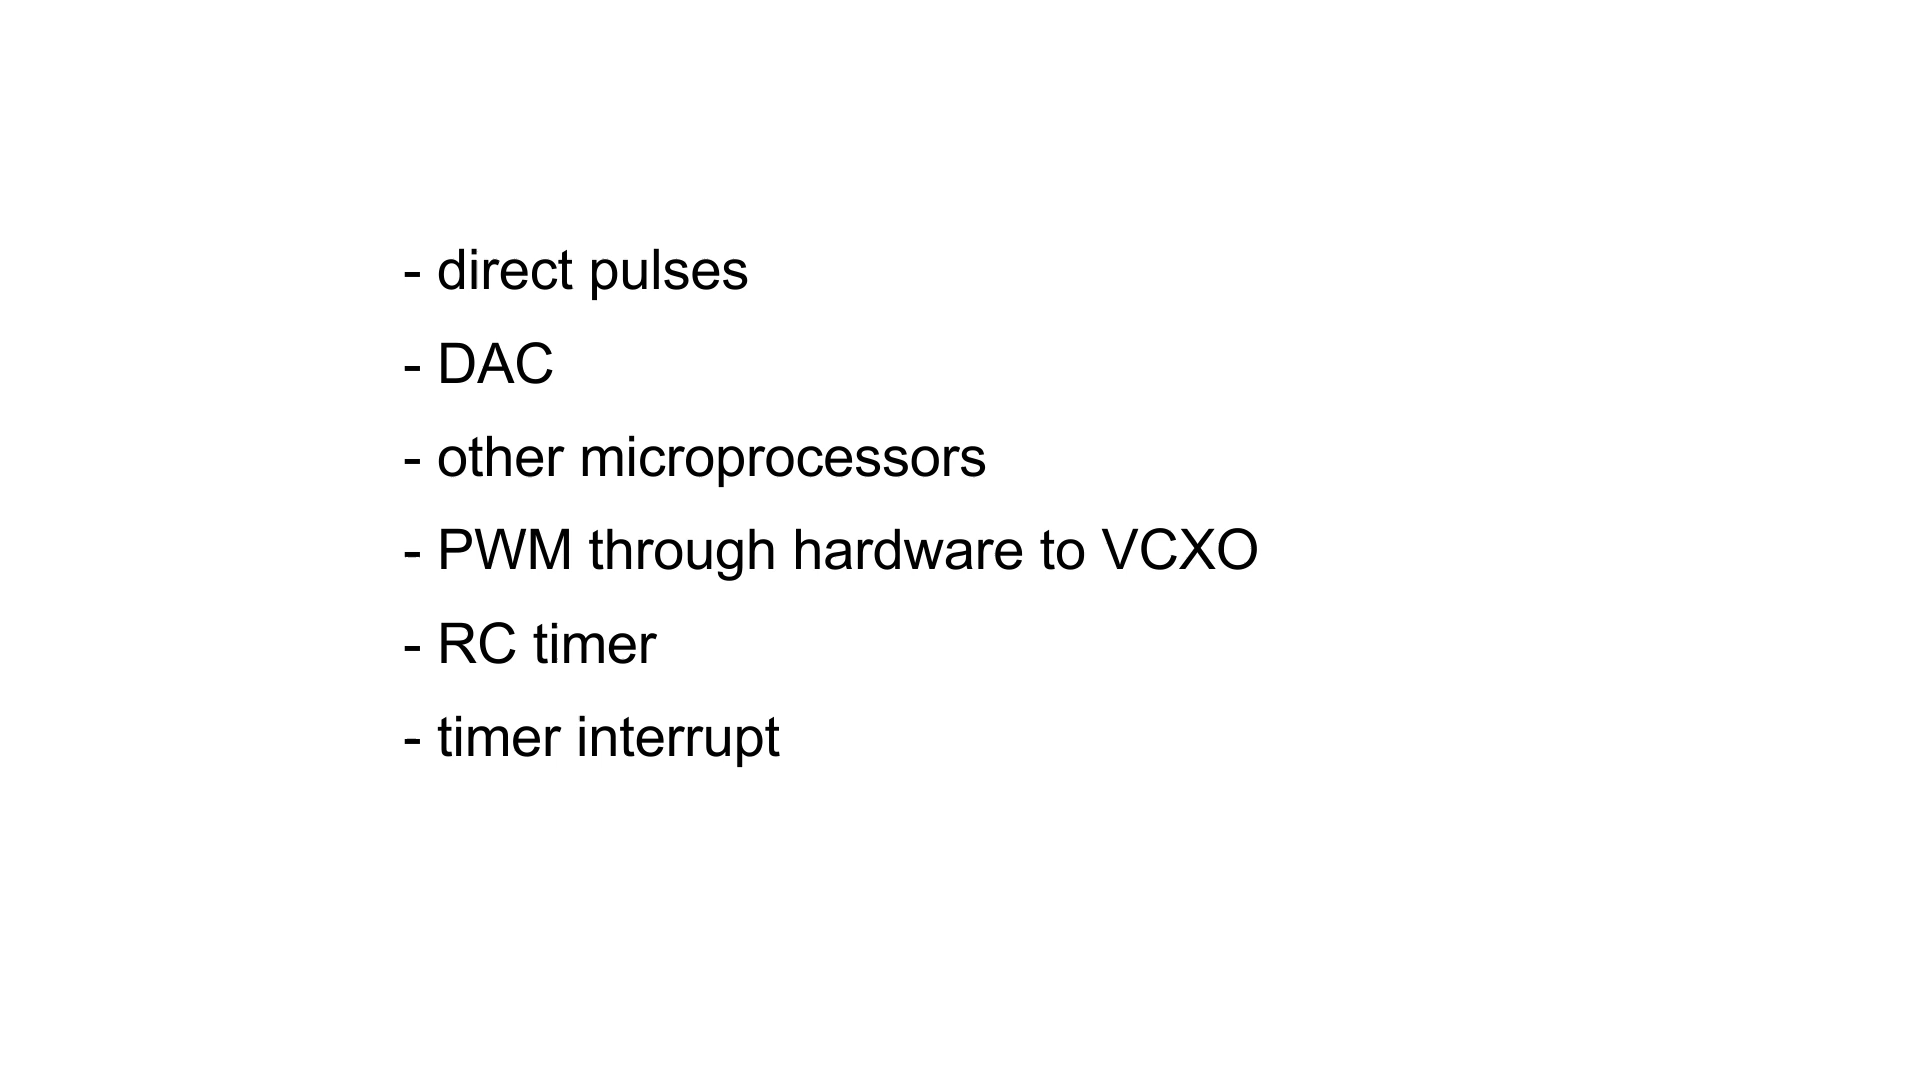 - direct pulses
- DAC
- other microprocessors
- PWM through hardware to VCXO
- RC timer
- timer interrupt